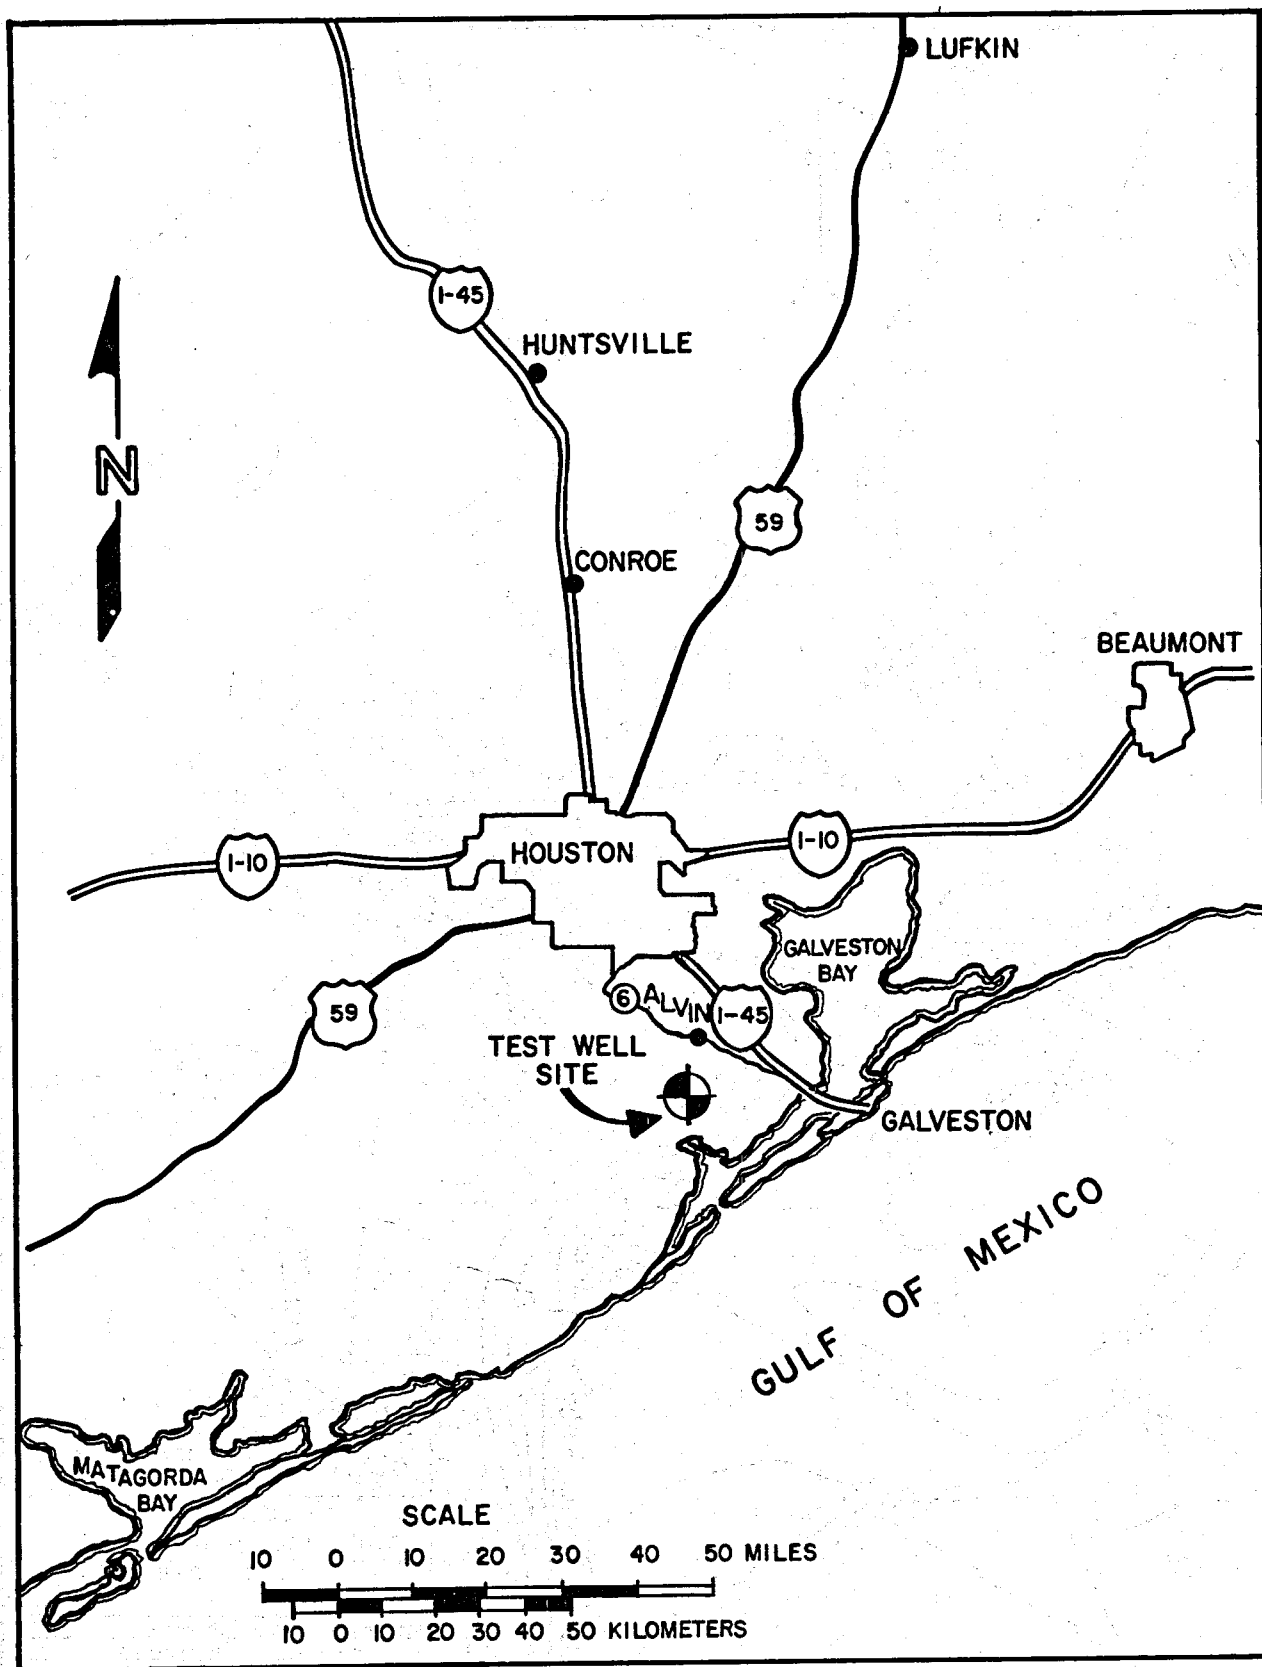 LUFKIN
I-45
HUNTSVILLE
N
59
CONROE
BEAUMONT
HOUSTON
I-10
I-10
GALVESTON
BAY
59
6
ALVIN
I-45
TEST WELL
SITE
GALVESTON
GULF OF MEXICO
MATAGORDA
BAY
SCALE
10 0 10 20 30 40 50 MILES
10 0 10 20 30 40 50 KILOMETERS